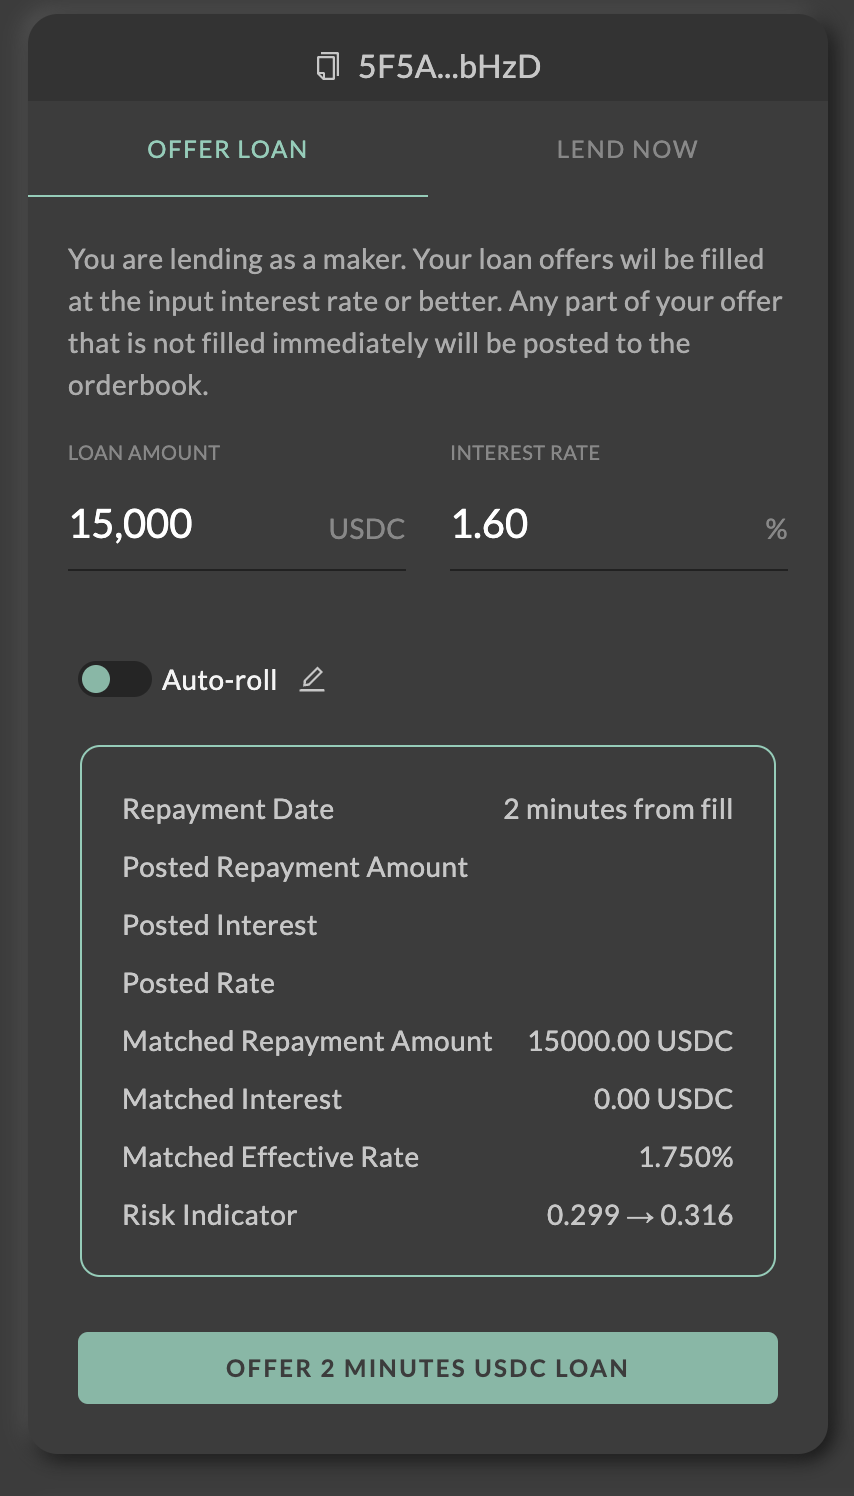 5F5A...bHzD
OFFER LOAN
LEND NOW
You are lending as a maker. Your loan offers wil be filled
at the input interest rate or better. Any part of your offer
that is not filled immediately will be posted to the
orderbook.
LOAN AMOUNT
INTEREST RATE
15,000 USDC
1.60 %
Auto-roll
Repayment Date 2 minutes from fill
Posted Repayment Amount
Posted Interest
Posted Rate
Matched Repayment Amount 15000.00 USDC
Matched Interest 0.00 USDC
Matched Effective Rate 1.750%
Risk Indicator 0.299 → 0.316
OFFER 2 MINUTES USDC LOAN